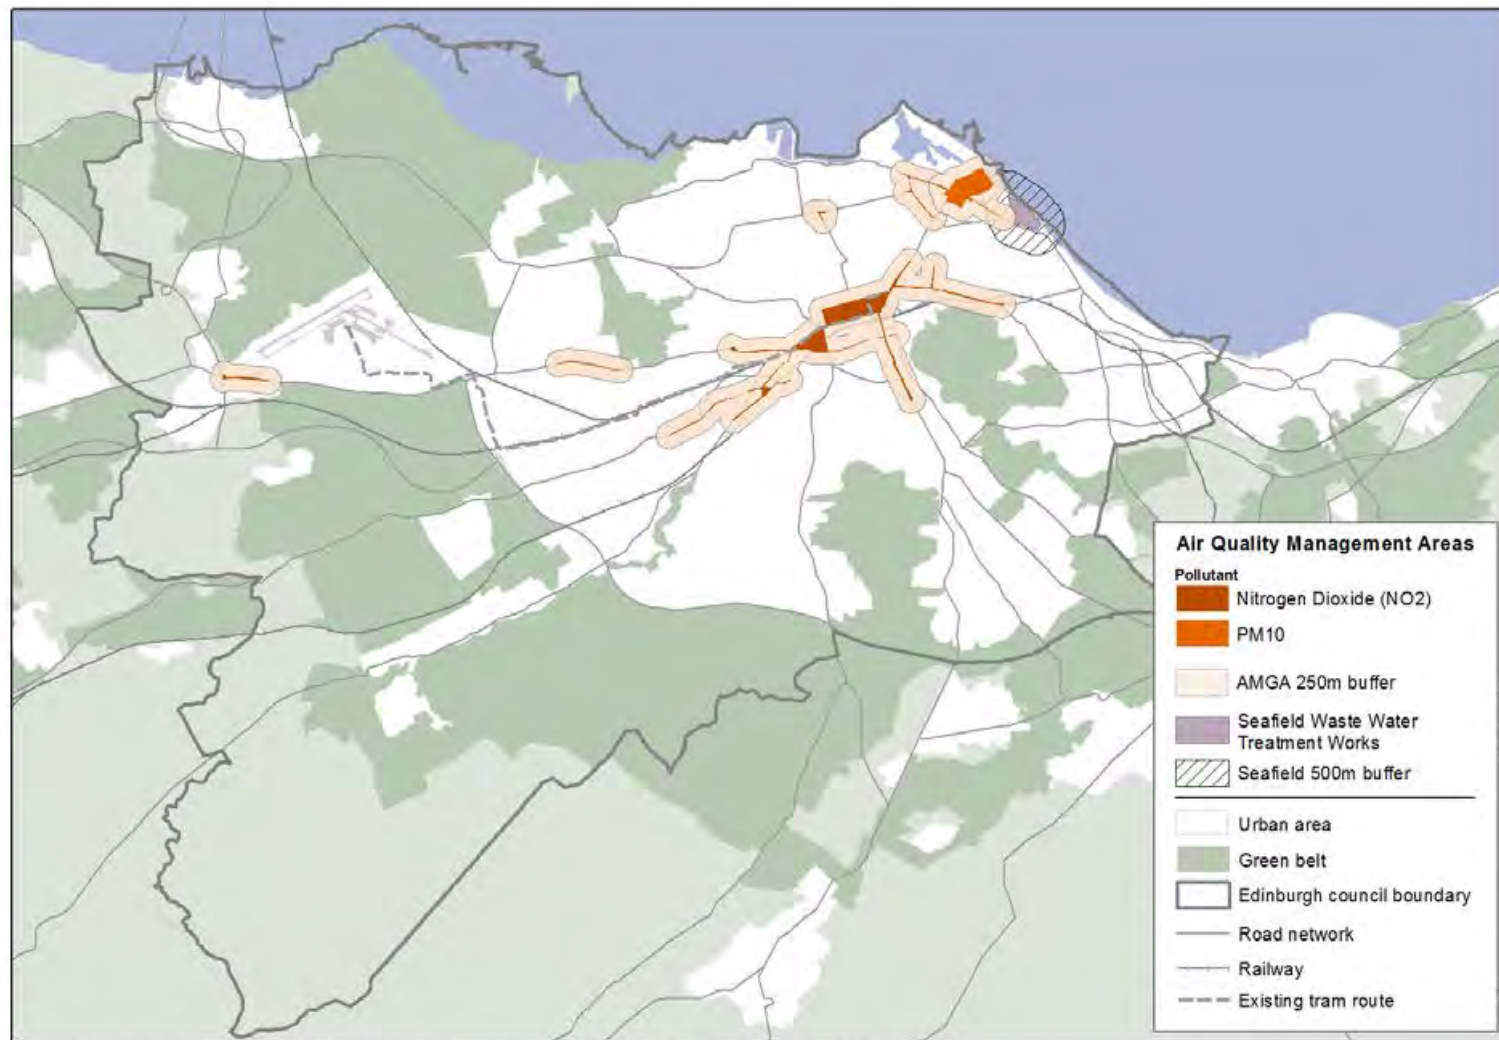 Air Quality Management Areas
Pollutant
Nitrogen Dioxide (NO2)
PM10
AMGA 250m buffer
Seafield Waste Water
Treatment Works
Seafield 500m buffer
Urban area
Green belt
Edinburgh council boundary
Road network
Railway
Existing tram route